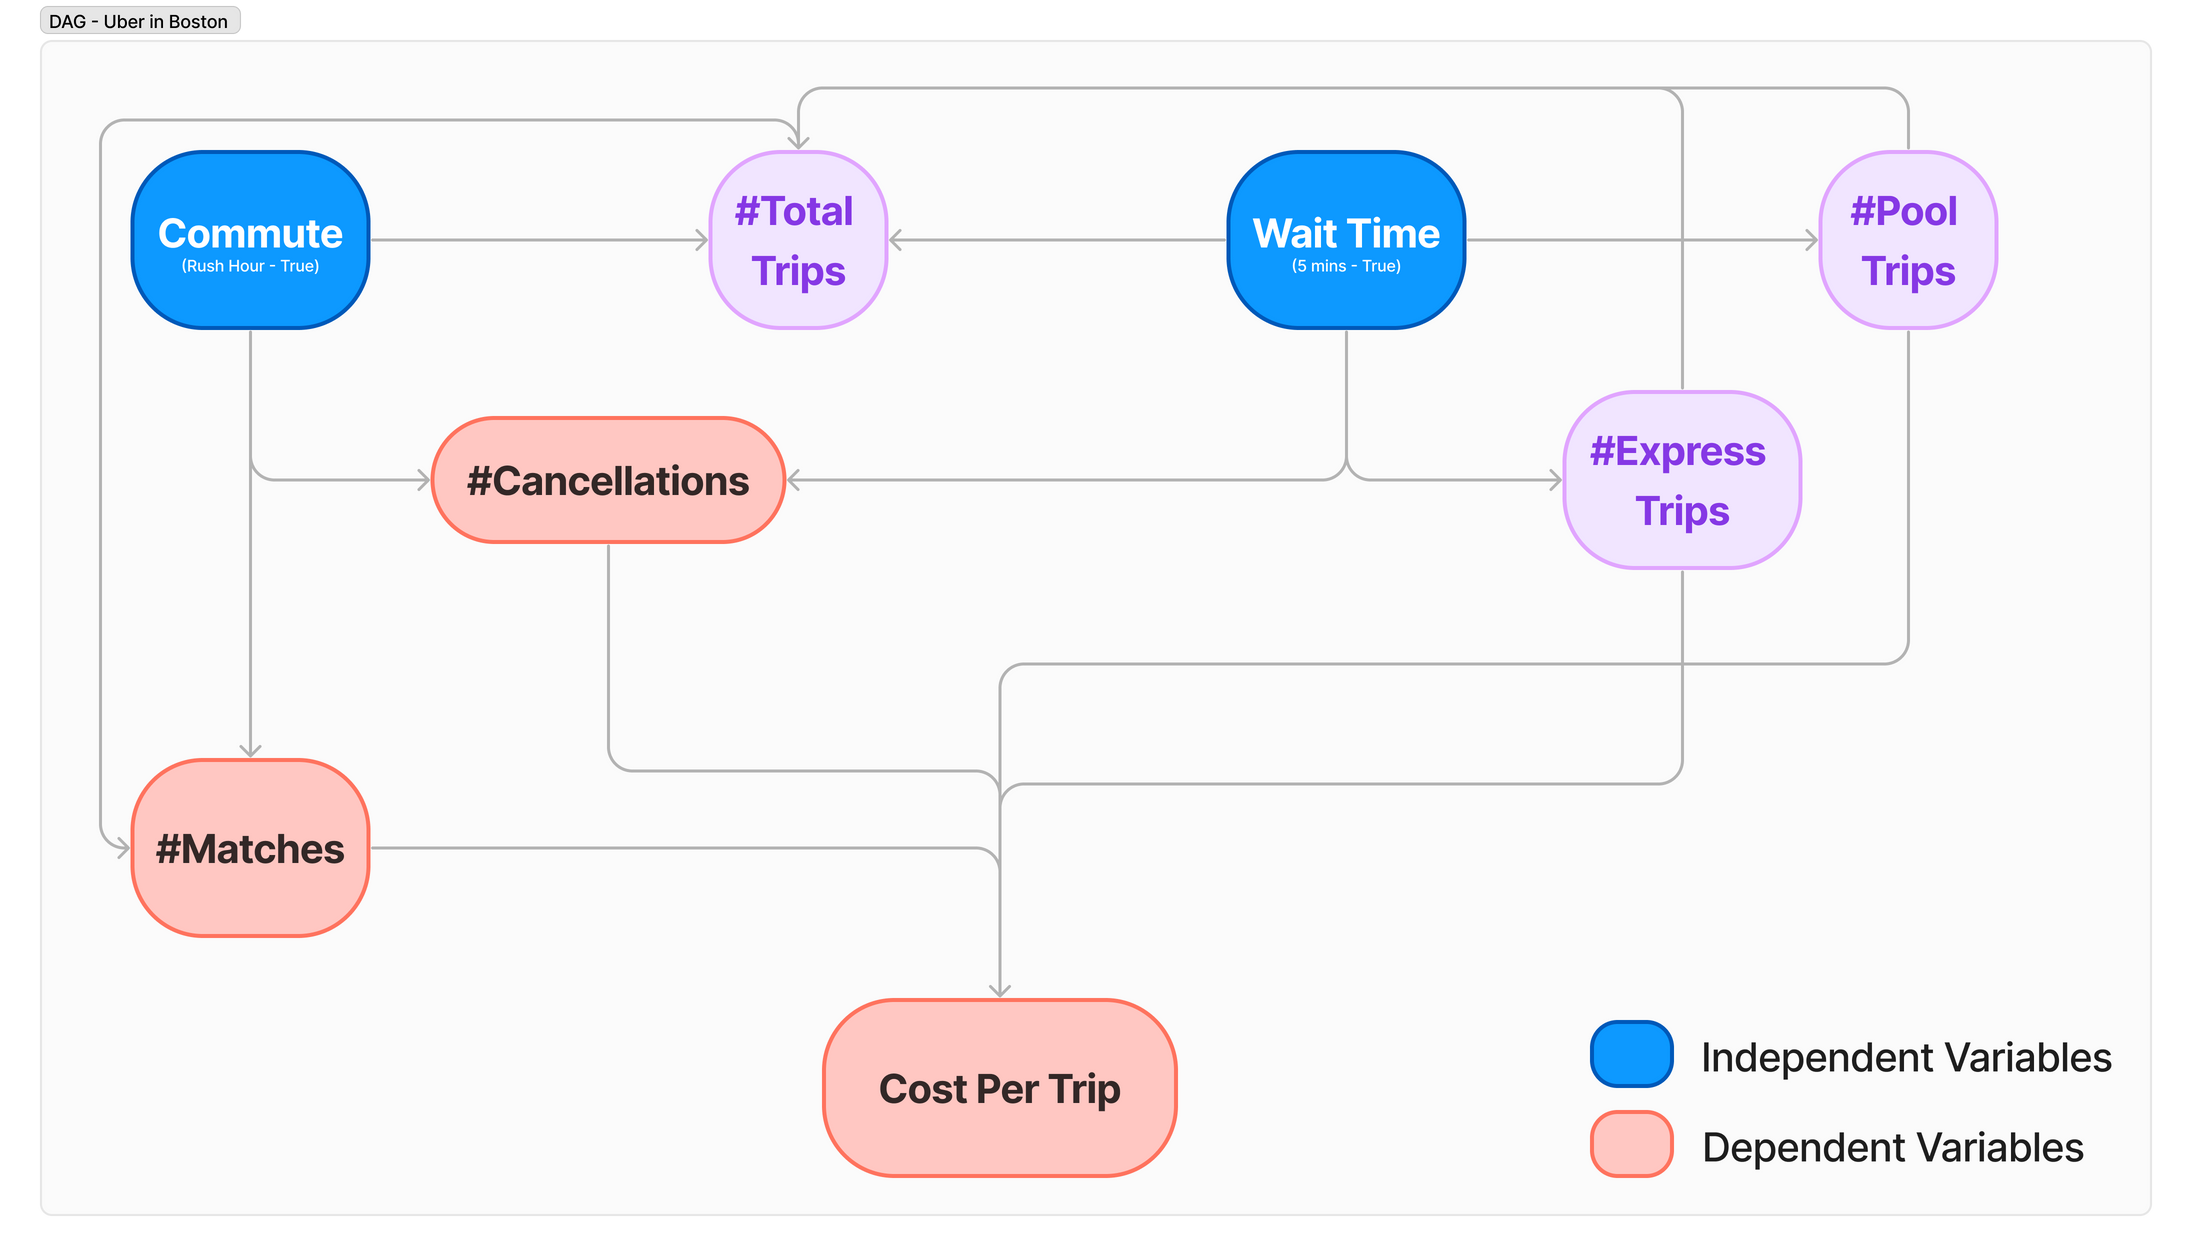 DAG - Uber in Boston
Commute
(Rush Hour - True)
#Total
Trips
Wait Time
(5 mins - True)
#Pool
Trips
#Cancellations
#Express
Trips
#Matches
Cost Per Trip
Independent Variables
Dependent Variables